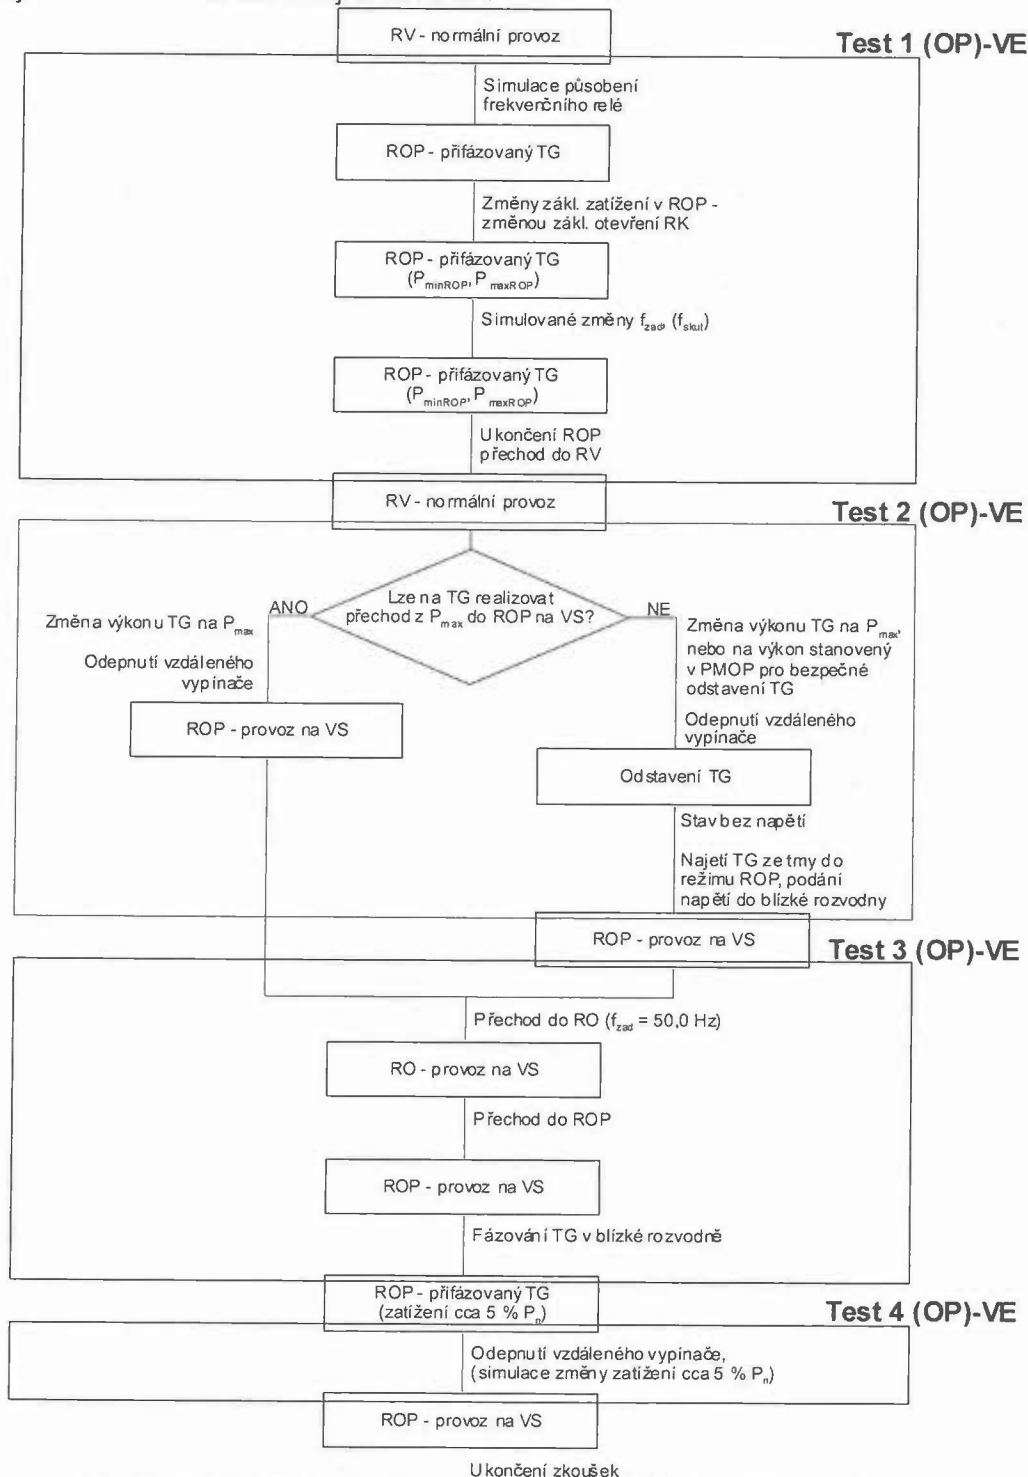 RV - normální provoz
Test 1 (OP)-VE
Simulace působení
frekvenčního relé
ROP - přifázovaný TG
Změny zákl. zatížení v ROP -
změnou zákl. otevření RK
ROP - přifázovaný TG
(PminROP, PmaxROP)
Simulované změny fzad, (fskut)
ROP - přifázovaný TG
(PminROP, PmaxROP)
Ukončení ROP
přechod do RV
RV - normální provoz
Test 2 (OP)-VE
Lze na TG realizovat
přechod z Pmax do ROP na VS?
ANO
NE
Změna výkonu TG na Pmax
Odepnutí vzdáleného
vypínače
ROP - provoz na VS
Změna výkonu TG na Pmax,
nebo na výkon stanovený
v PMOP pro bezpečné
odstavení TG
Odepnutí vzdáleného
vypínače
Odstavení TG
Stav bez napětí
Najetí TG ze tmy do
režimu ROP, podání
napětí do blízké rozvodny
ROP - provoz na VS
Test 3 (OP)-VE
Přechod do RO (fzad = 50,0 Hz)
RO - provoz na VS
Přechod do ROP
ROP - provoz na VS
Fázování TG v blízké rozvodně
ROP - přifázovaný TG
(zatížení cca 5 % Pn)
Test 4 (OP)-VE
Odepnutí vzdáleného vypínače,
(simulace změny zatížení cca 5 % Pn)
ROP - provoz na VS
Ukončení zkoušek